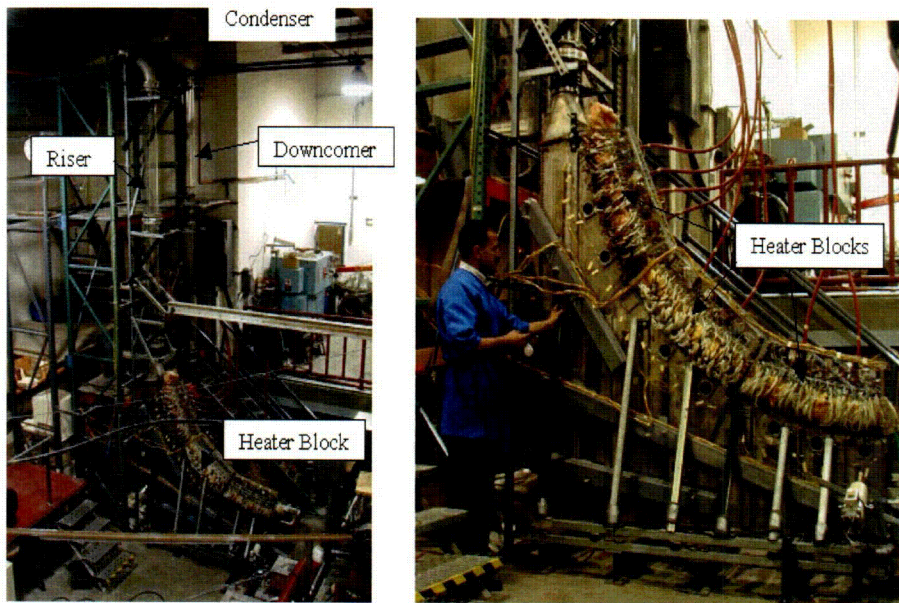 Condenser
Riser
Downcomer
Heater Block
Heater Blocks